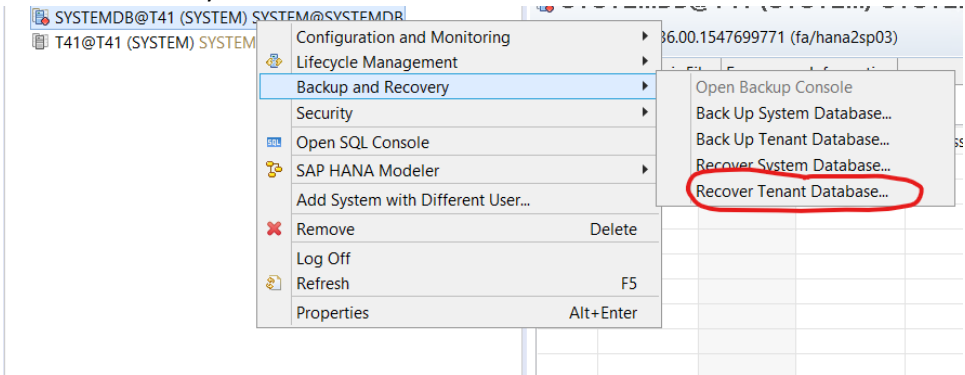 SYSTEMDB@T41 (SYSTEM) SYSTEM@SYSTEMDB
T41@T41 (SYSTEM) SYSTEM
Configuration and Monitoring
Lifecycle Management
Backup and Recovery
Security
SQL Open SQL Console
SAP HANA Modeler
Add System with Different User...
Remove Delete
Log Off
Refresh F5
Properties Alt+Enter
36.00.1547699771 (fa/hana2sp03)
Open Backup Console
Back Up System Database...
Back Up Tenant Database...
Recover System Database...
Recover Tenant Database...